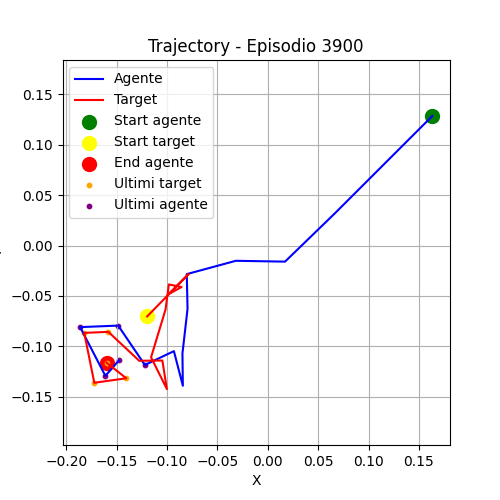 Trajectory - Episodio 3900
Agente
Target
Start agente
Start target
End agente
Ultimi target
Ultimi agente
0.15
0.10
0.05
0.00
−0.05
−0.10
−0.15
−0.20 −0.15 −0.10 −0.05 0.00 0.05 0.10 0.15
X